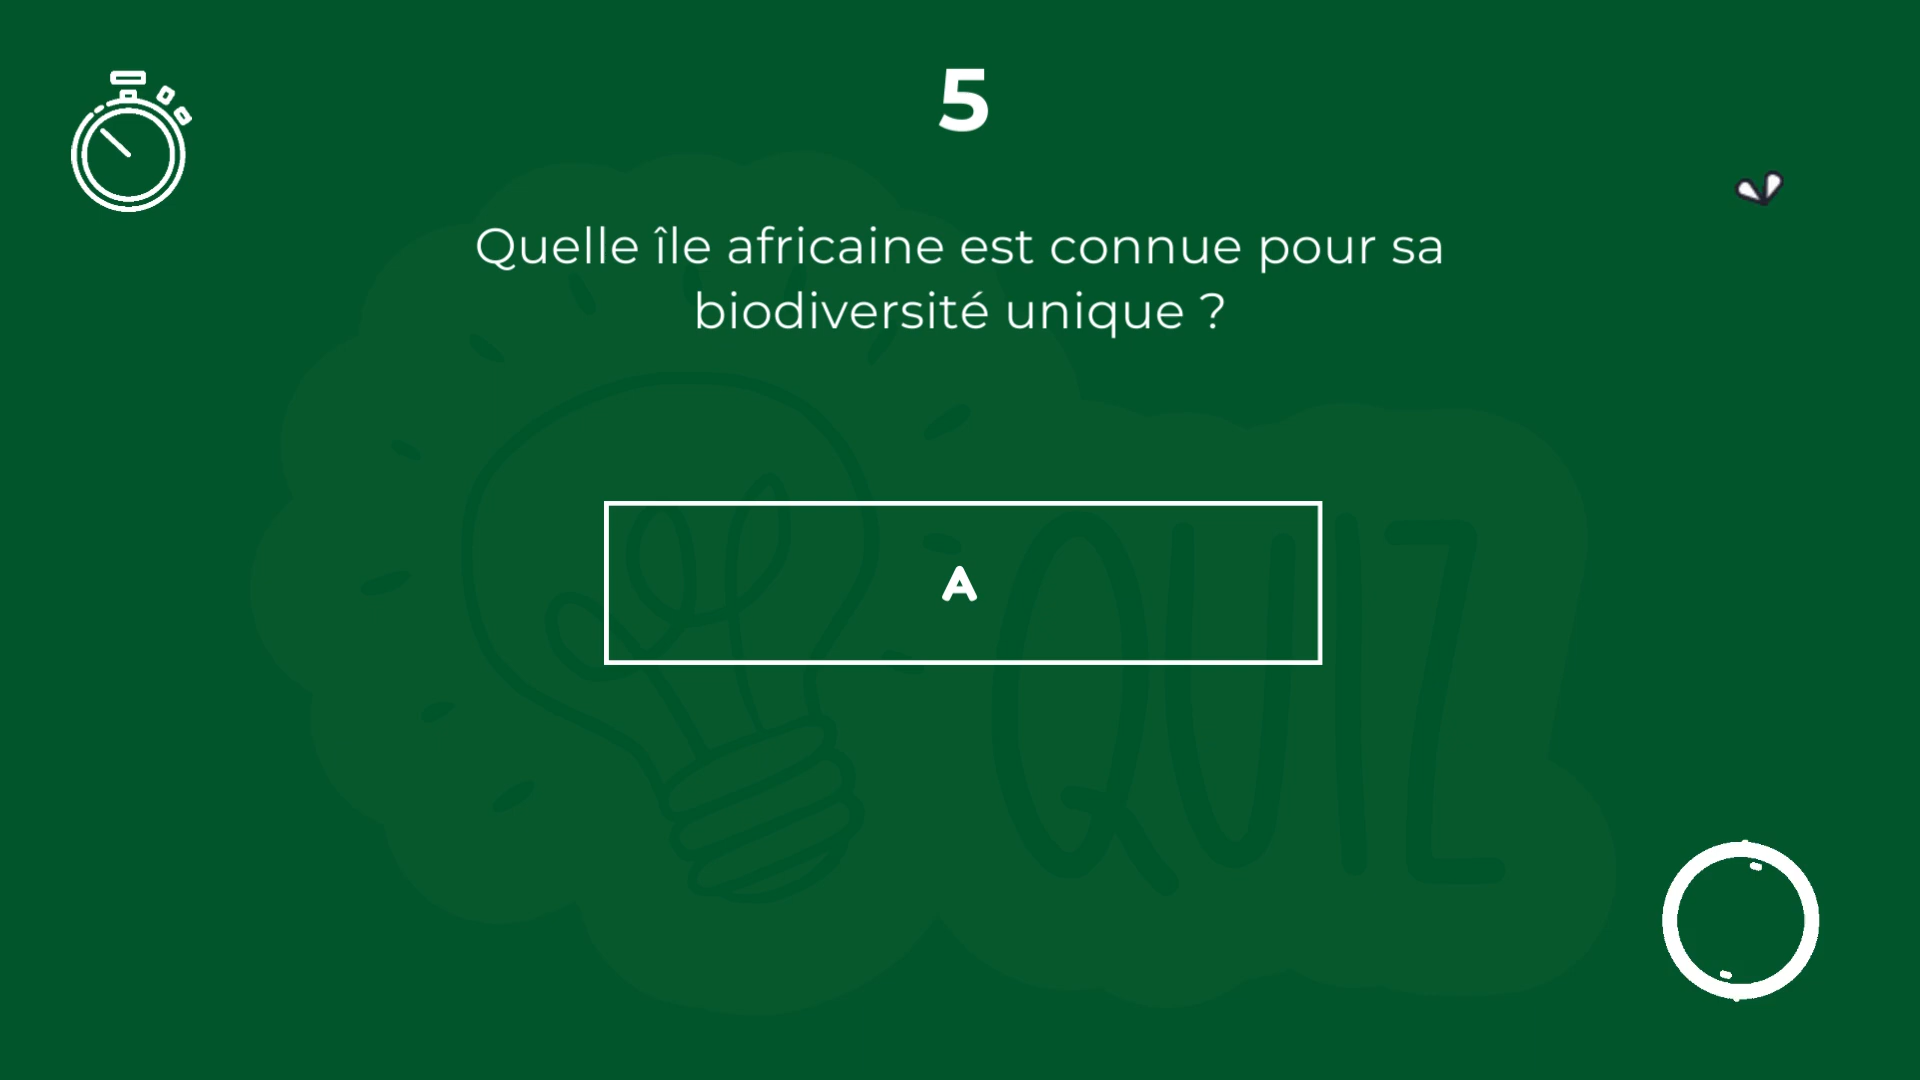 5
Quelle île africaine est connue pour sa
biodiversité unique ?
A
QUIZ